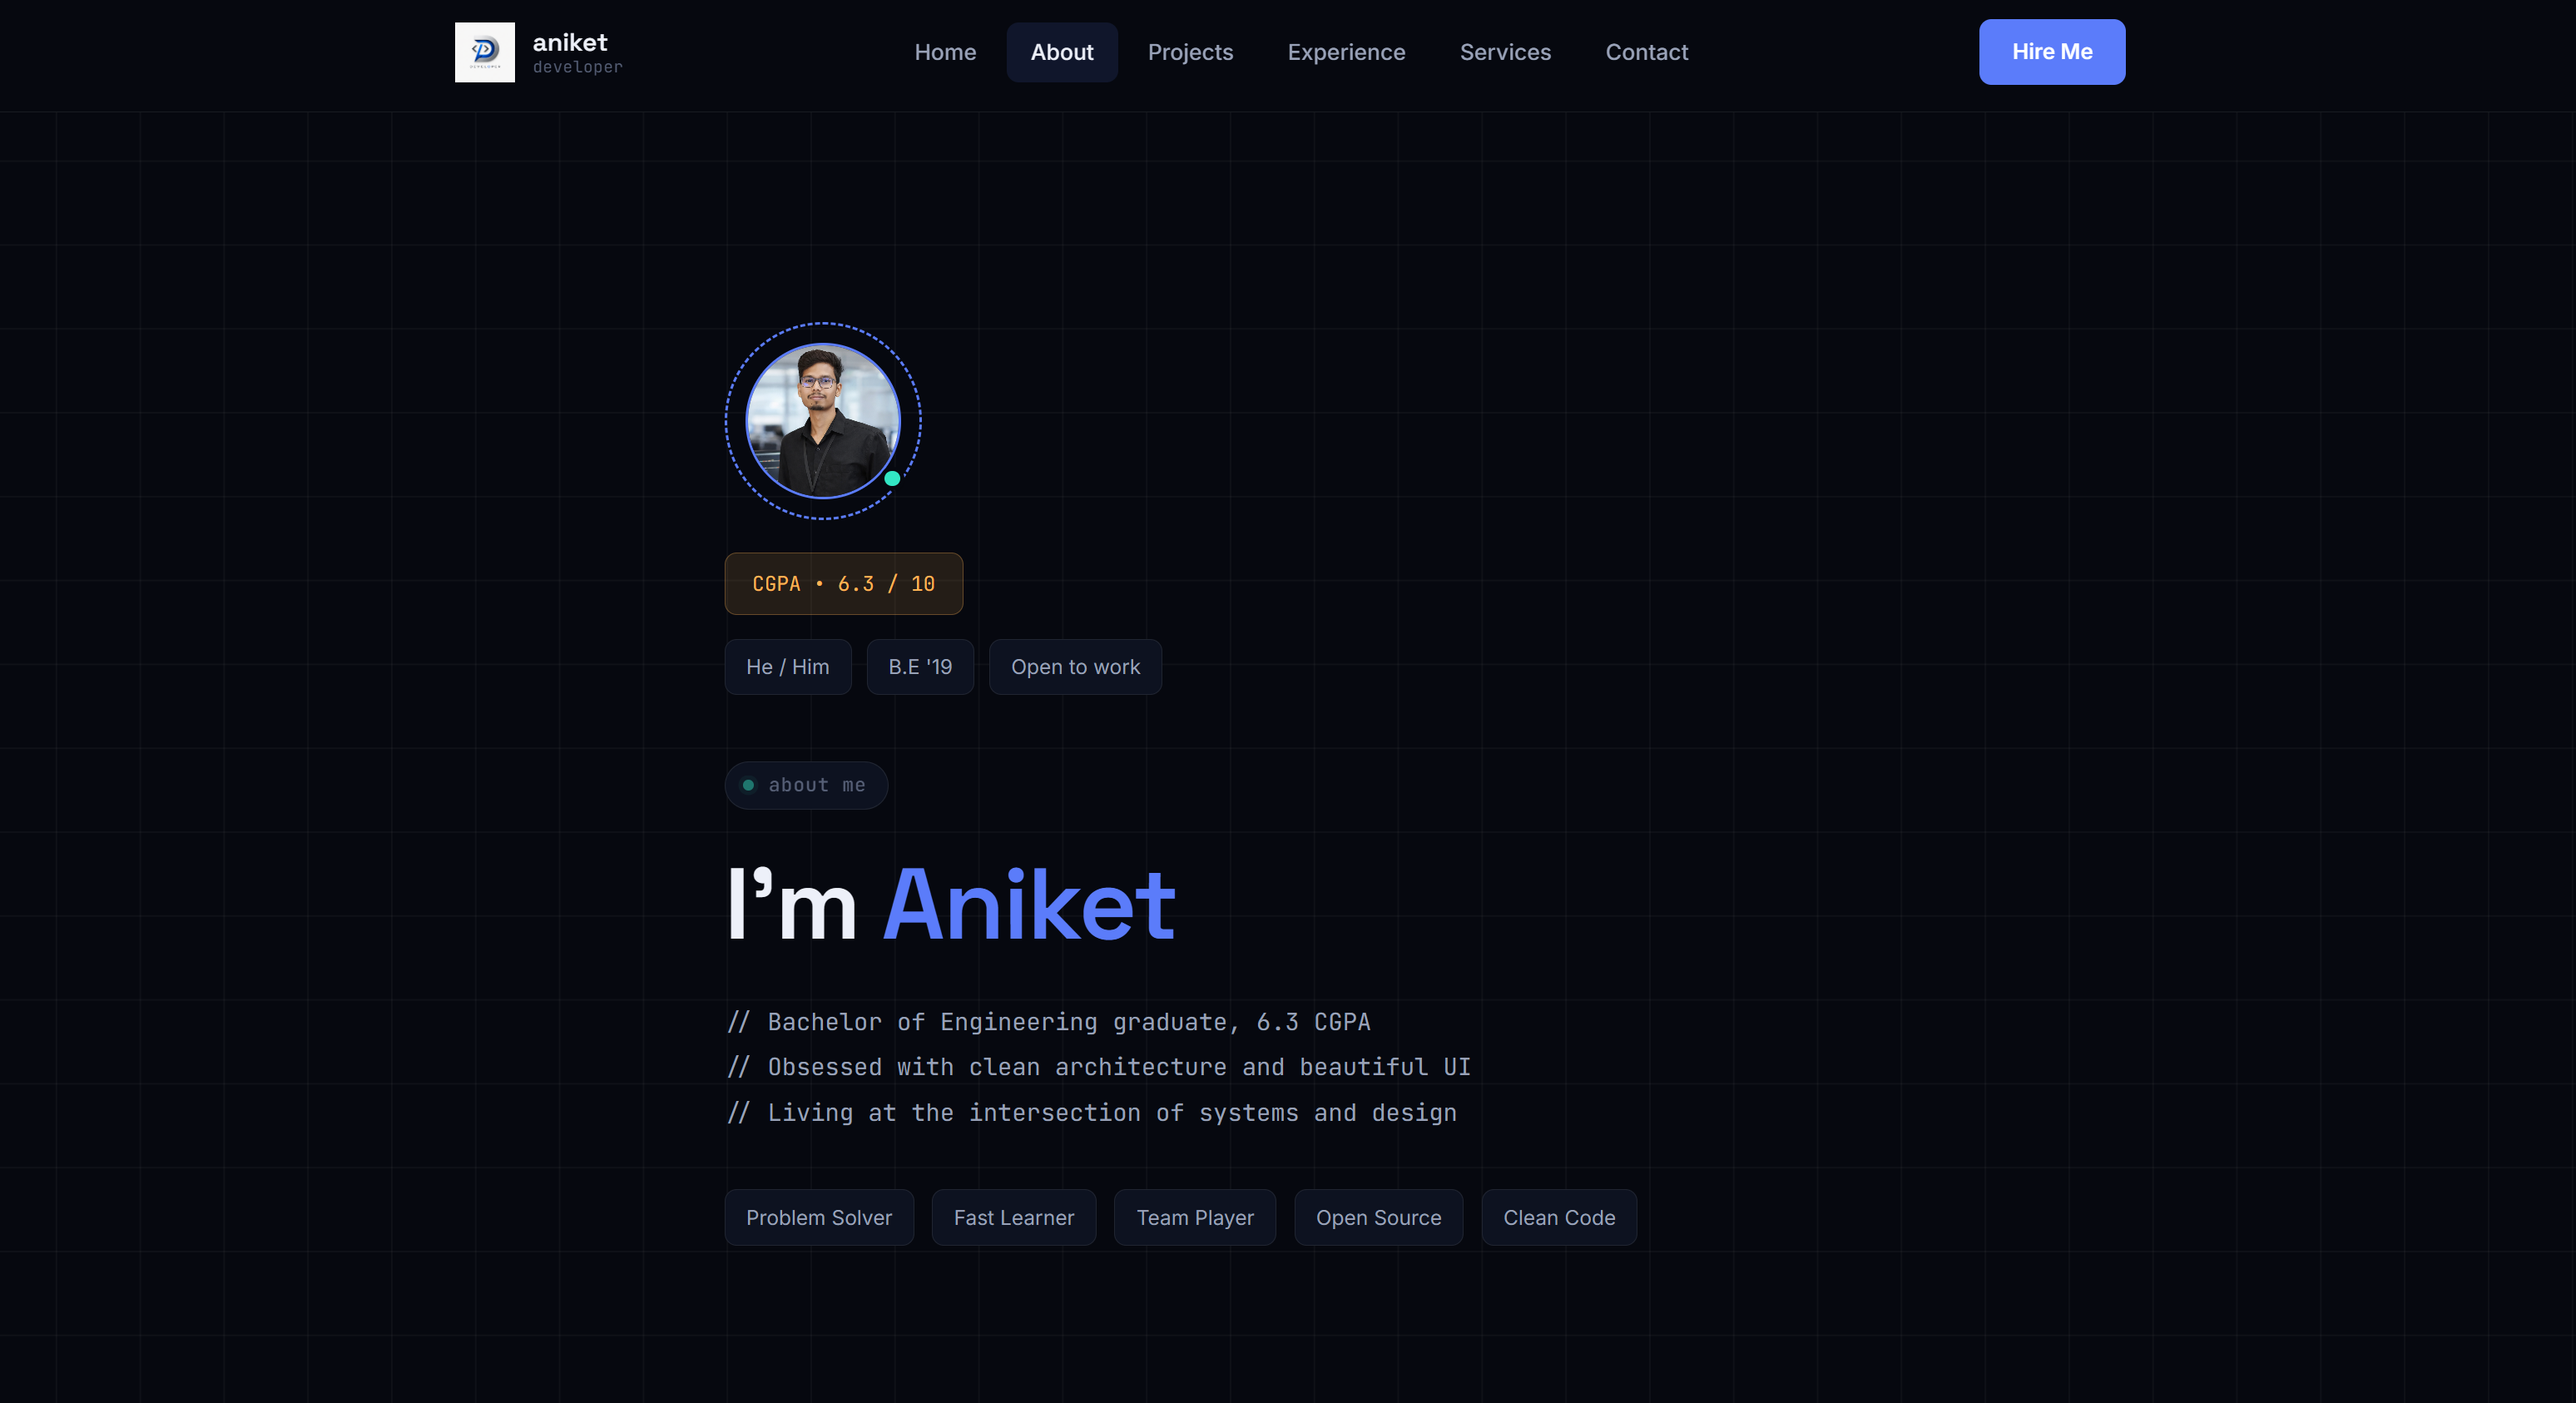 aniket
developer
Home About Projects Experience Services Contact
Hire Me
CGPA • 6.3 / 10
He / Him B.E '19 Open to work
about me
I’m Aniket
// Bachelor of Engineering graduate, 6.3 CGPA
// Obsessed with clean architecture and beautiful UI
// Living at the intersection of systems and design
Problem Solver Fast Learner Team Player Open Source Clean Code